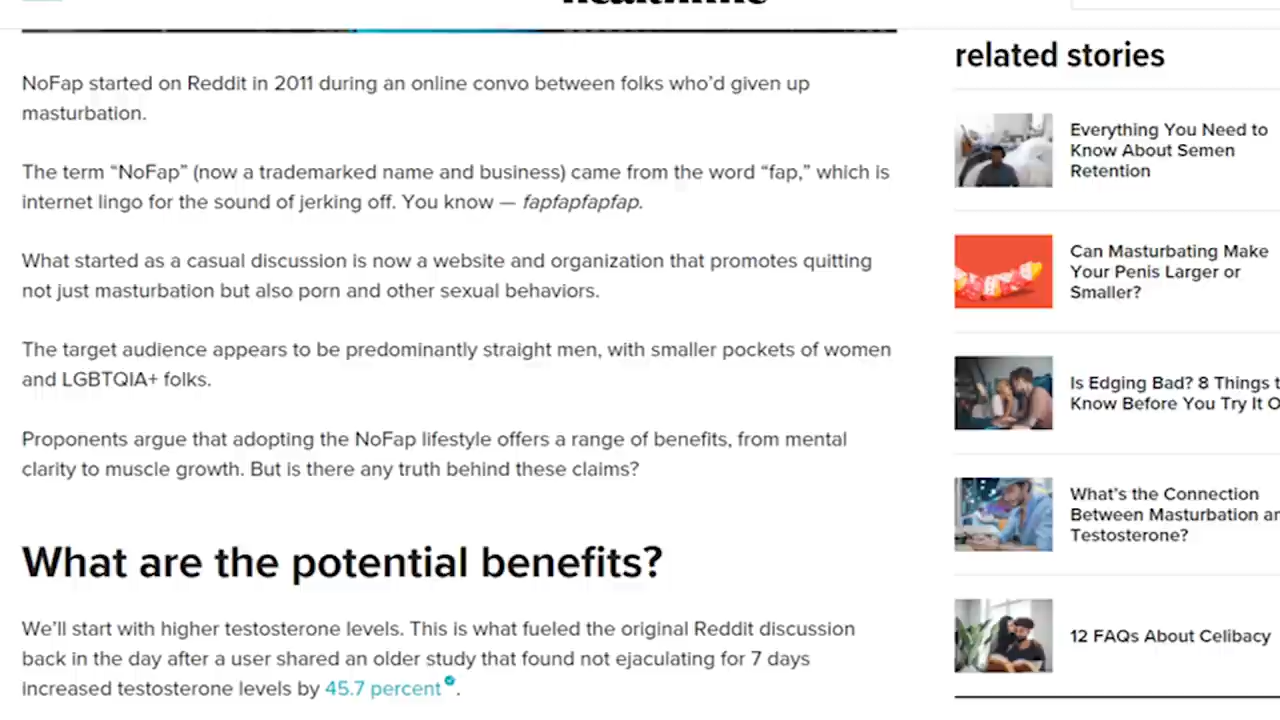 healthline
NoFap started on Reddit in 2011 during an online convo between folks who'd given up
masturbation.
The term “NoFap” (now a trademarked name and business) came from the word “fap,” which is
internet lingo for the sound of jerking off. You know — fapfapfapfap.
What started as a casual discussion is now a website and organization that promotes quitting
not just masturbation but also porn and other sexual behaviors.
The target audience appears to be predominantly straight men, with smaller pockets of women
and LGBTQIA+ folks.
Proponents argue that adopting the NoFap lifestyle offers a range of benefits, from mental
clarity to muscle growth. But is there any truth behind these claims?
What are the potential benefits?
We'll start with higher testosterone levels. This is what fueled the original Reddit discussion
back in the day after a user shared an older study that found not ejaculating for 7 days
increased testosterone levels by 45.7 percent.
related stories
Everything You Need to
Know About Semen
Retention
Can Masturbating Make
Your Penis Larger or
Smaller?
Is Edging Bad? 8 Things t
Know Before You Try It O
What's the Connection
Between Masturbation an
Testosterone?
12 FAQs About Celibacy